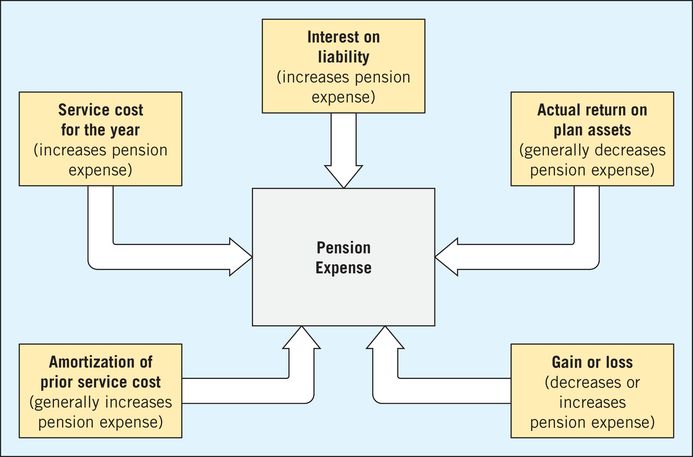 Interest on
liability
(increases pension
expense)
Service cost
for the year
(increases pension
expense)
Actual return on
plan assets
(generally decreases
pension expense)
Pension
Expense
Amortization of
prior service cost
(generally increases
pension expense)
Gain or loss
(decreases or
increases
pension expense)